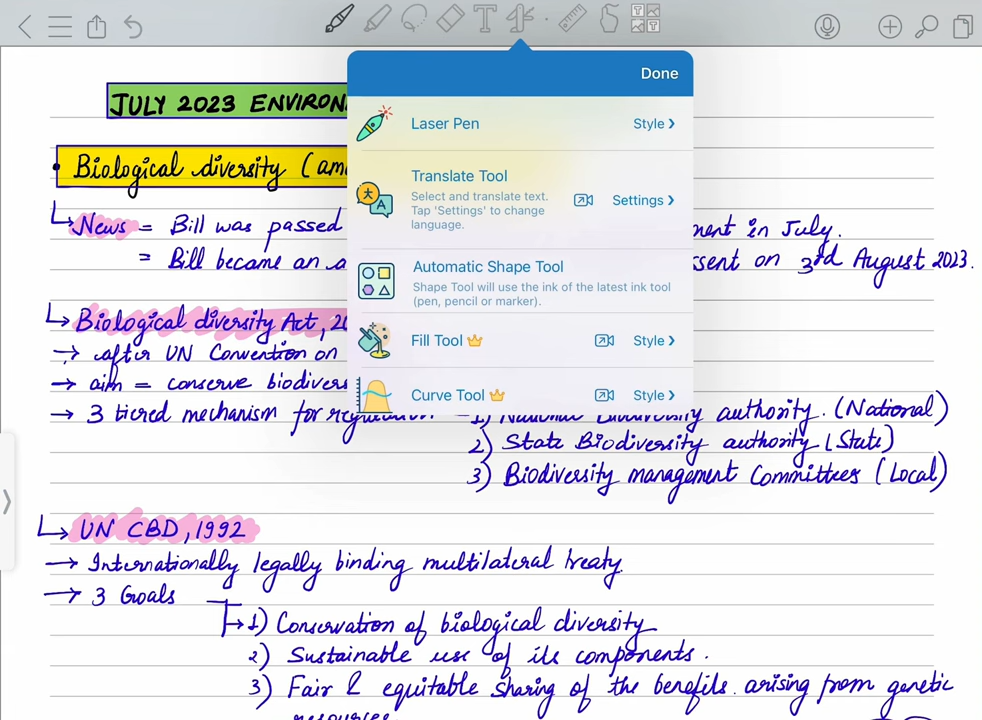 Done
Laser Pen Style
Translate Tool
Select and translate text.
Tap 'Settings' to change
language.
Settings
Automatic Shape Tool
Shape Tool will use the ink of the latest ink tool
(pen, pencil or marker).
Fill Tool Style
Curve Tool Style
JULY 2023 ENVIRON
Biological diversity (am
News = Bill was passed ment in July.
= Bill became an a ssent on 3rd August 2023.
Biological diversity Act, 20
→ after UN Convention on
→ aim = conserve biodivers
→ 3 tiered mechanism for regulation 1) National Biodiversity authority. (National)
2) State Biodiversity authority (State)
3) Biodiversity management Committees (Local)
UN CBD, 1992
→ Internationally legally binding multilateral treaty.
→ 3 Goals
→ 1) Conservation of biological diversity
2) Sustainable use of its components.
3) Fair & equitable sharing of the benefits. arising from genetic
resources